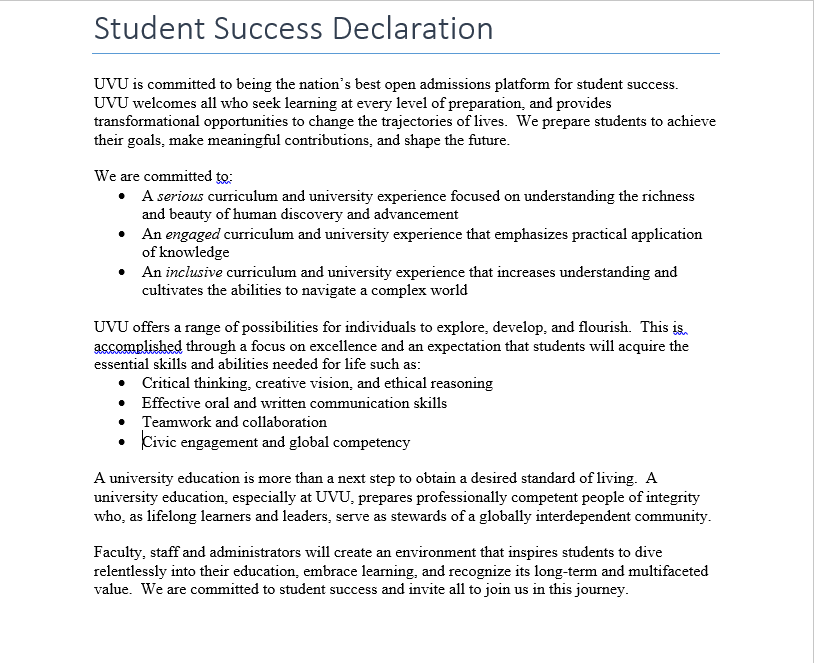 Student Success Declaration
UVU is committed to being the nation’s best open admissions platform for student success.
UVU welcomes all who seek learning at every level of preparation, and provides
transformational opportunities to change the trajectories of lives.  We prepare students to achieve
their goals, make meaningful contributions, and shape the future.
We are committed to:
• A serious curriculum and university experience focused on understanding the richness
and beauty of human discovery and advancement
• An engaged curriculum and university experience that emphasizes practical application
of knowledge
• An inclusive curriculum and university experience that increases understanding and
cultivates the abilities to navigate a complex world
UVU offers a range of possibilities for individuals to explore, develop, and flourish.  This is
accomplished through a focus on excellence and an expectation that students will acquire the
essential skills and abilities needed for life such as:
• Critical thinking, creative vision, and ethical reasoning
• Effective oral and written communication skills
• Teamwork and collaboration
• Civic engagement and global competency
A university education is more than a next step to obtain a desired standard of living.  A
university education, especially at UVU, prepares professionally competent people of integrity
who, as lifelong learners and leaders, serve as stewards of a globally interdependent community.
Faculty, staff and administrators will create an environment that inspires students to dive
relentlessly into their education, embrace learning, and recognize its long-term and multifaceted
value.  We are committed to student success and invite all to join us in this journey.